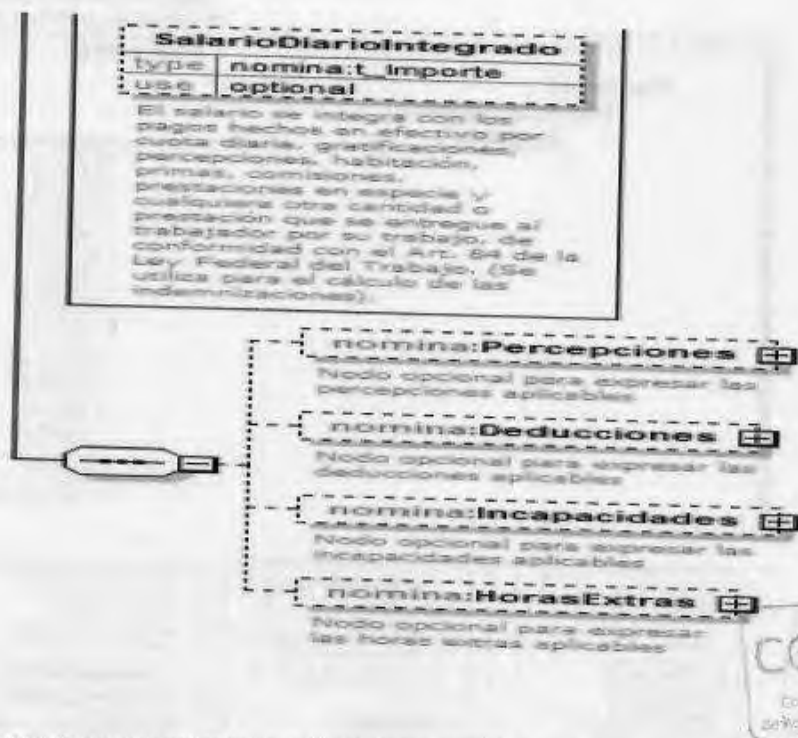 SalarioDiarioIntegrado
type nomina:t_Importe
use optional
El salario se integra con los
pagos hechos en efectivo por
cuota diaria, gratificaciones,
percepciones, habitación,
primas, comisiones,
prestaciones en especie y
cualquiera otra cantidad o
prestación que se entregue al
trabajador por su trabajo, de
conformidad con el Art. 84 de la
Ley Federal del Trabajo. (Se
utiliza para el cálculo de las
indemnizaciones).
nomina:Percepciones
Nodo opcional para expresar las
percepciones aplicables
nomina:Deducciones
Nodo opcional para expresar las
deducciones aplicables
nomina:Incapacidades
Nodo opcional para expresar las
incapacidades aplicables
nomina:HorasExtras
Nodo opcional para expresar
las horas extras aplicables